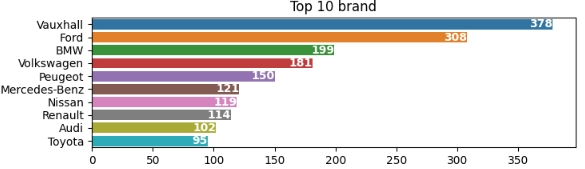 Top 10 brand
Vauxhall 378
Ford 308
BMW 199
Volkswagen 181
Peugeot 150
Mercedes-Benz 121
Nissan 119
Renault 114
Audi 102
Toyota 95
0 50 100 150 200 250 300 350